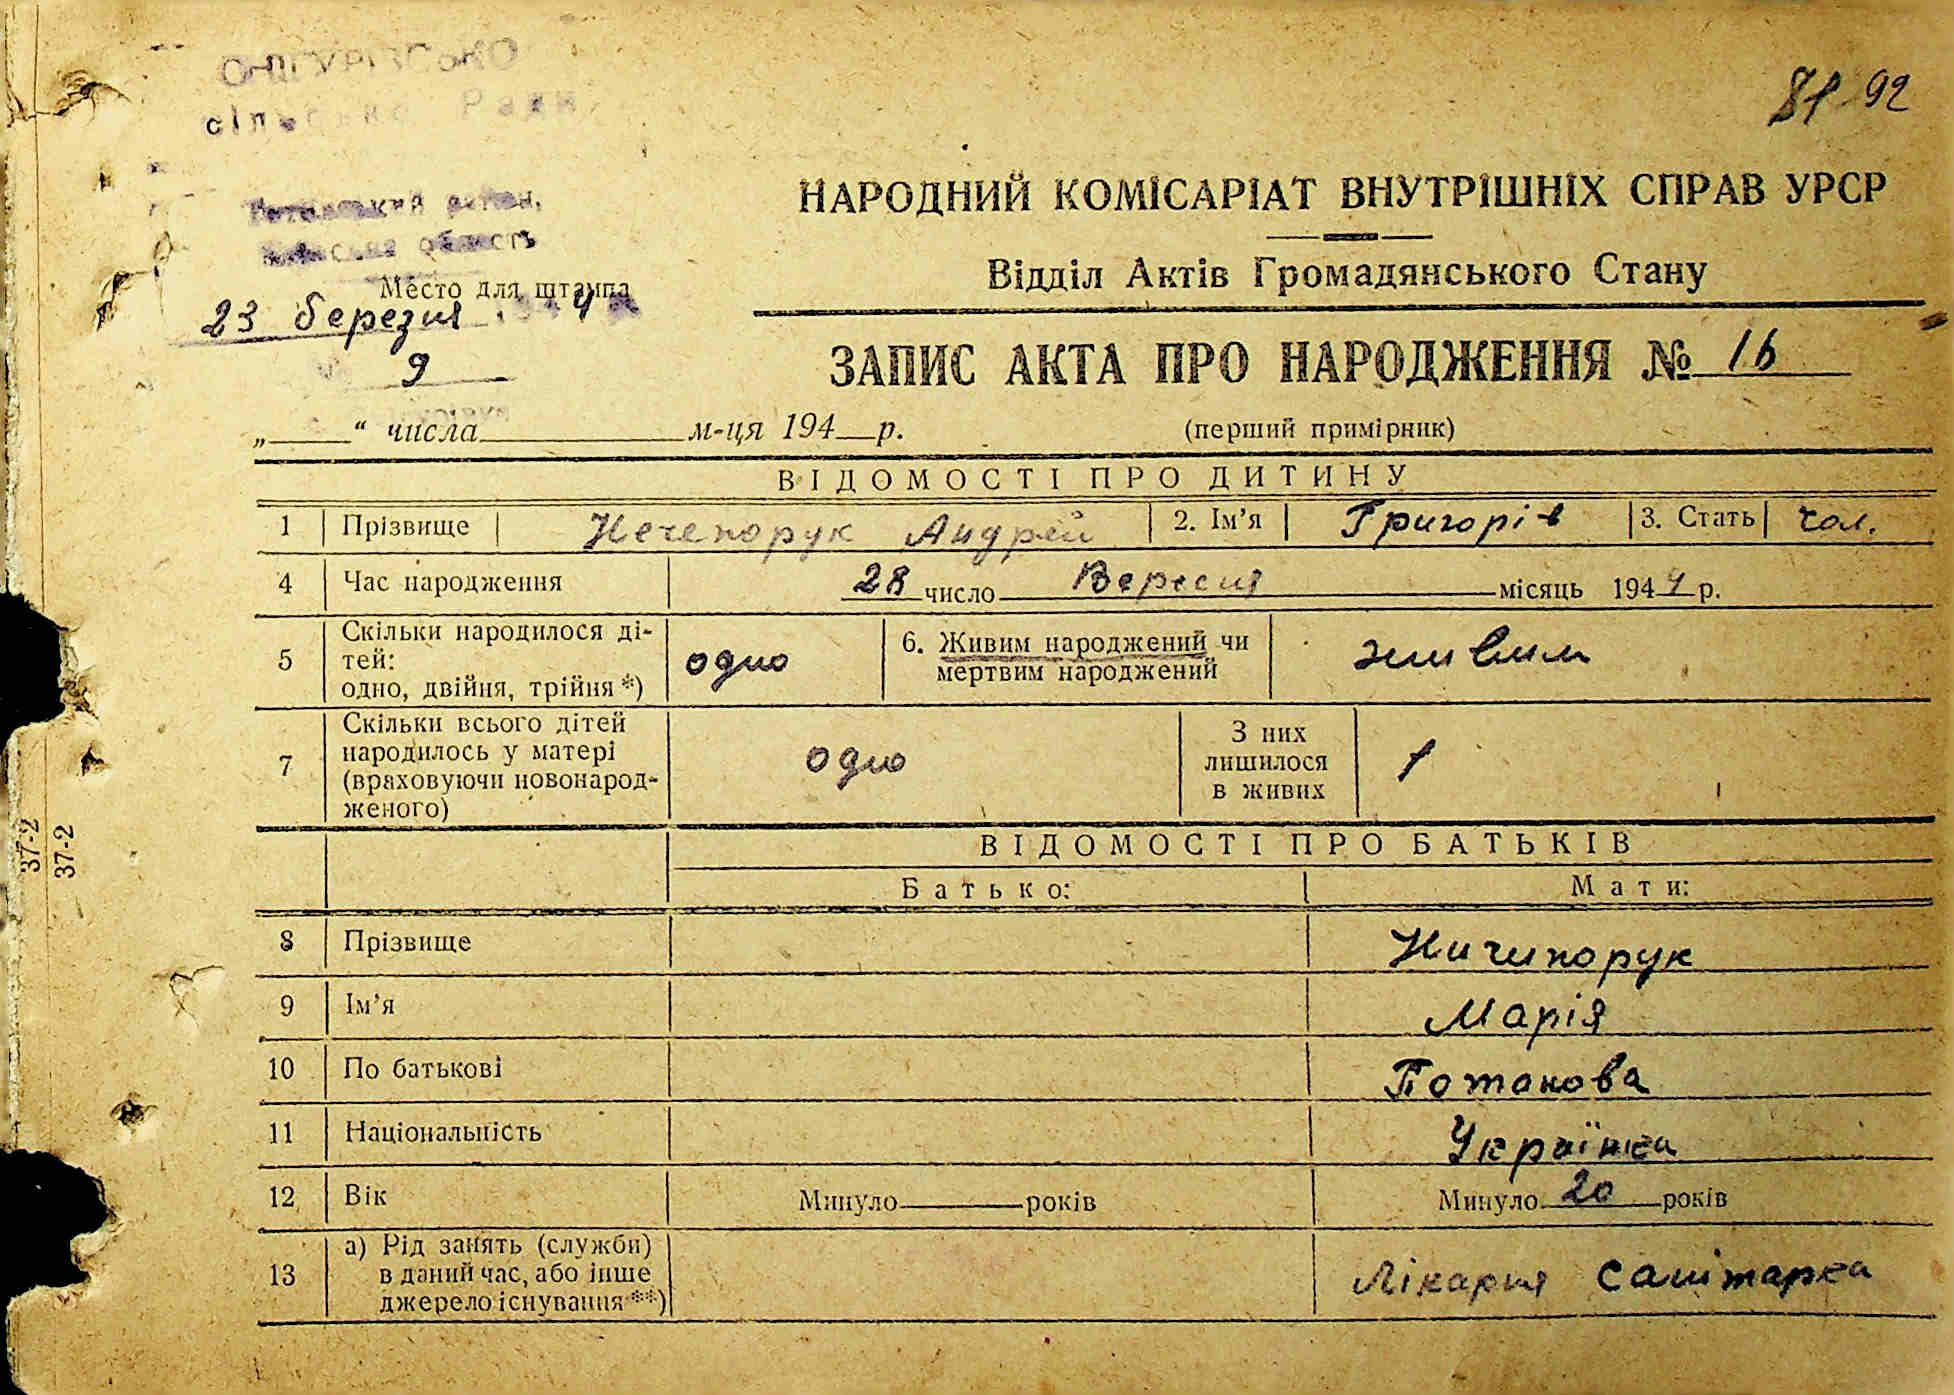 81 92
НАРОДНИЙ КОМІСАРІАТ ВНУТРІШНІХ СПРАВ УРСР
Відділ Актів Громадянського Стану
область
Место для штампа
23 березня 4
9
ЗАПИС АКТА ПРО НАРОДЖЕННЯ № 16
„ “ числа м-ця 194 р. (перший примірник)
ВІДОМОСТІ ПРО ДИТИНУ
1 Прізвище Нечепорук Андрей 2. Ім’я Григорів 3. Стать чол.
4 Час народження 28 число Вересня місяць 1944 р.
5 Скільки народилося ді-
тей:
одно, двійня, трійня *) одно 6. Живим народжений чи
мертвим народжений живим
7 Скільки всього дітей
народилось у матері
(враховуючи новонарод-
женого) одно З них
лишилося
в живих 1
ВІДОМОСТІ ПРО БАТЬКІВ
Батько: Мати:
8 Прізвище Ничипорук
9 Ім’я Марія
10 По батькові Потапова
11 Національність Українка
12 Вік Минуло років Минуло 20 років
13 а) Рід занять (служби)
в даний час, або інше
джерело існування **) Лікарня санітарка
37-2
37-2